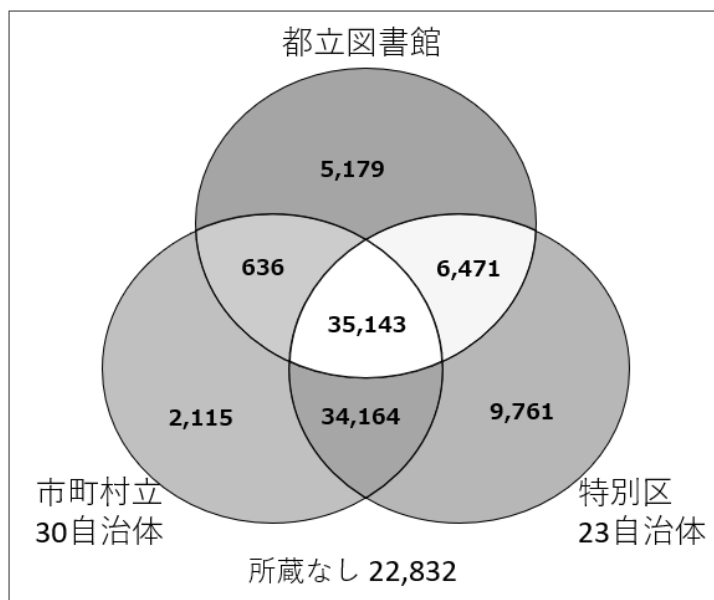 都立図書館
5,179
636
6,471
35,143
2,115
34,164
9,761
市町村立
30自治体
特別区
23自治体
所蔵なし 22,832